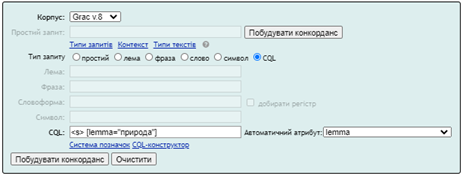 Корпус: Grac v.8
Простий запит: Побудувати конкорданс
Типи запитів Контекст Типи текстів ?
Тип запиту простий лема фраза слово символ CQL
Лема:
Фраза:
Словоформа: добирати регістр
Символ:
CQL: <s> [lemma="природа"] Автоматичний атрибут: lemma
Система позначок CQL-конструктор
Побудувати конкорданс Очистити